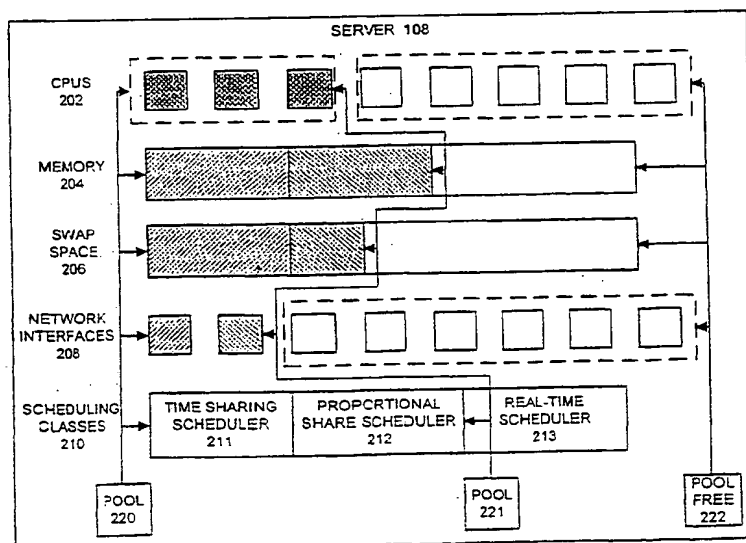 SERVER 108
CPUS
202
MEMORY
204
SWAP
SPACE
206
NETWORK
INTERFACES
208
SCHEDULING
CLASSES
210
TIME SHARING
SCHEDULER
211
PROPORTIONAL
SHARE SCHEDULER
212
REAL-TIME
SCHEDULER
213
POOL
220
POOL
221
POOL
FREE
222